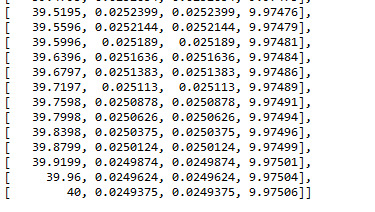 [ 39.5195, 0.0252399, 0.0252399, 9.97476],
[ 39.5596, 0.0252144, 0.0252144, 9.97479],
[ 39.5996, 0.025189, 0.025189, 9.97481],
[ 39.6396, 0.0251636, 0.0251636, 9.97484],
[ 39.6797, 0.0251383, 0.0251383, 9.97486],
[ 39.7197, 0.025113, 0.025113, 9.97489],
[ 39.7598, 0.0250878, 0.0250878, 9.97491],
[ 39.7998, 0.0250626, 0.0250626, 9.97494],
[ 39.8398, 0.0250375, 0.0250375, 9.97496],
[ 39.8799, 0.0250124, 0.0250124, 9.97499],
[ 39.9199, 0.0249874, 0.0249874, 9.97501],
[ 39.96, 0.0249624, 0.0249624, 9.97504],
[ 40, 0.0249375, 0.0249375, 9.97506]]